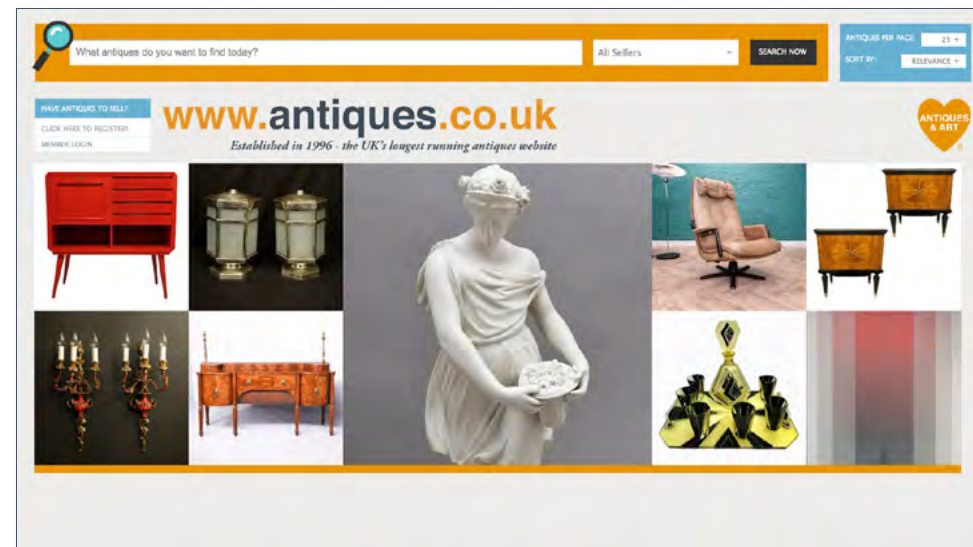 What antiques do you want to find today?
All Sellers
SEARCH NOW
ANTIQUES PER PAGE:
25
SORT BY:
RELEVANCE
HAVE ANTIQUES TO SELL?
CLICK HERE TO REGISTER!
MEMBER LOGIN
www.antiques.co.uk
Established in 1996 - the UK's longest running antiques website
ANTIQUES
& ART